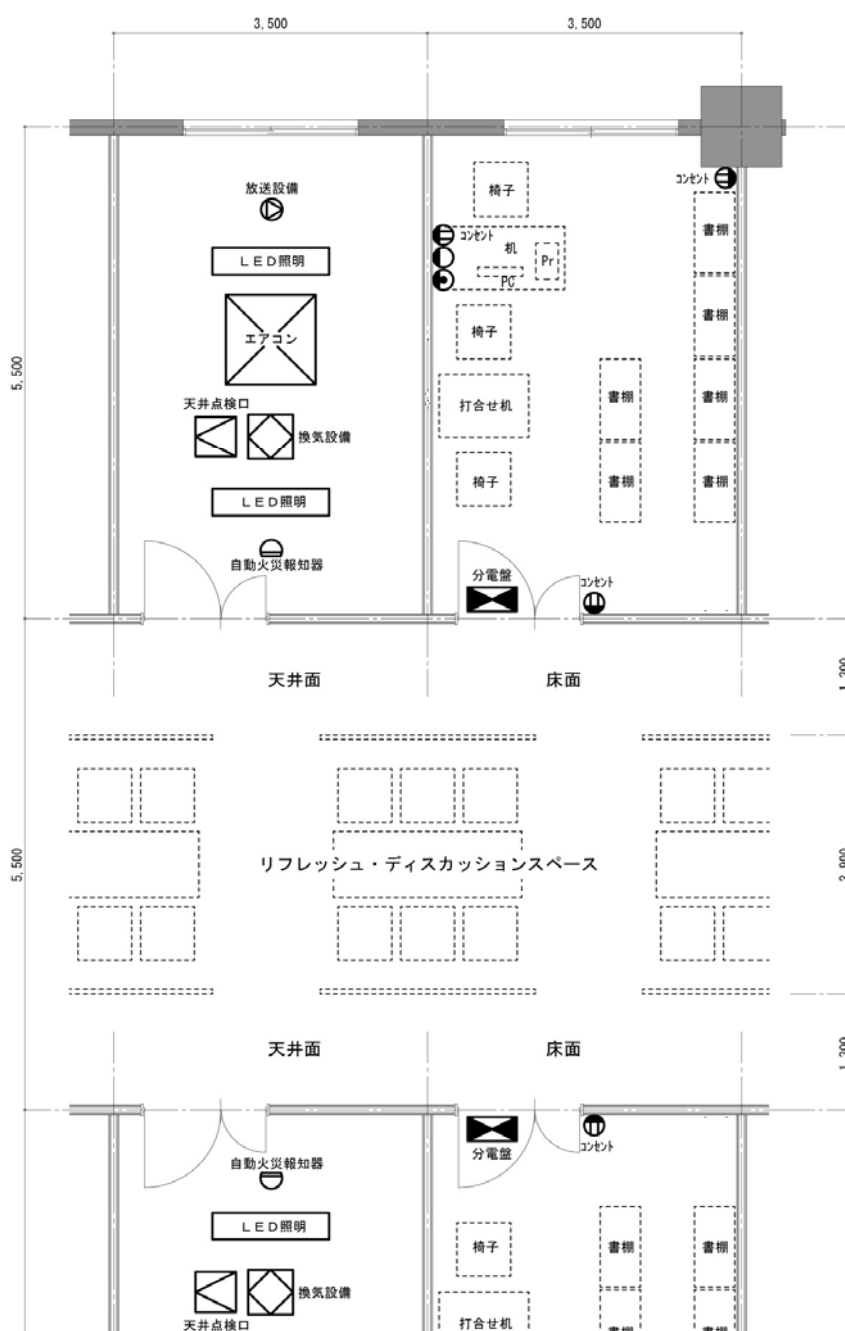 3,500
3,500
放送設備
コンセント
椅子
LED照明
コンセント
机
Pr
PC
書棚
エアコン
椅子
書棚
5,500
天井点検口
換気設備
打合せ机
書棚
書棚
LED照明
椅子
書棚
書棚
自動火災報知器
分電盤
コンセント
天井面
床面
リフレッシュ・ディスカッションスペース
5,500
天井面
床面
自動火災報知器
分電盤
コンセント
LED照明
椅子
書棚
書棚
換気設備
天井点検口
打合せ机